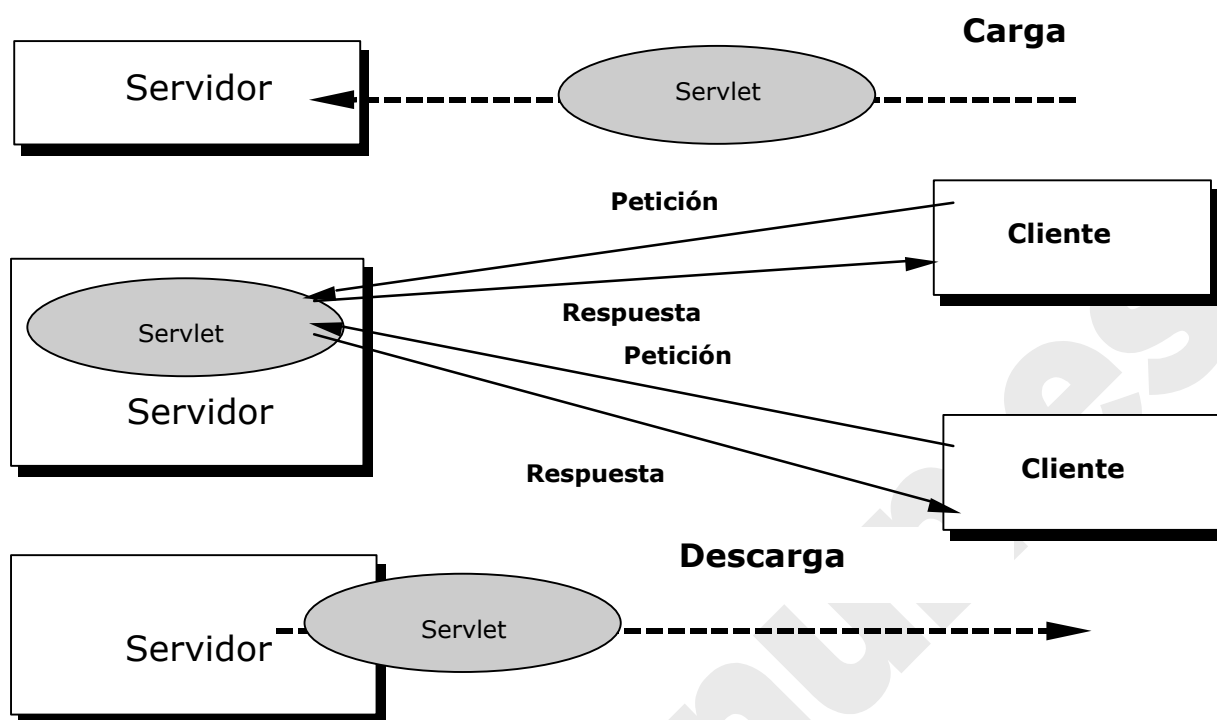 Carga
Servidor
Servlet
Petición
Cliente
Servlet
Respuesta
Petición
Servidor
Respuesta
Cliente
Descarga
Servidor
Servlet